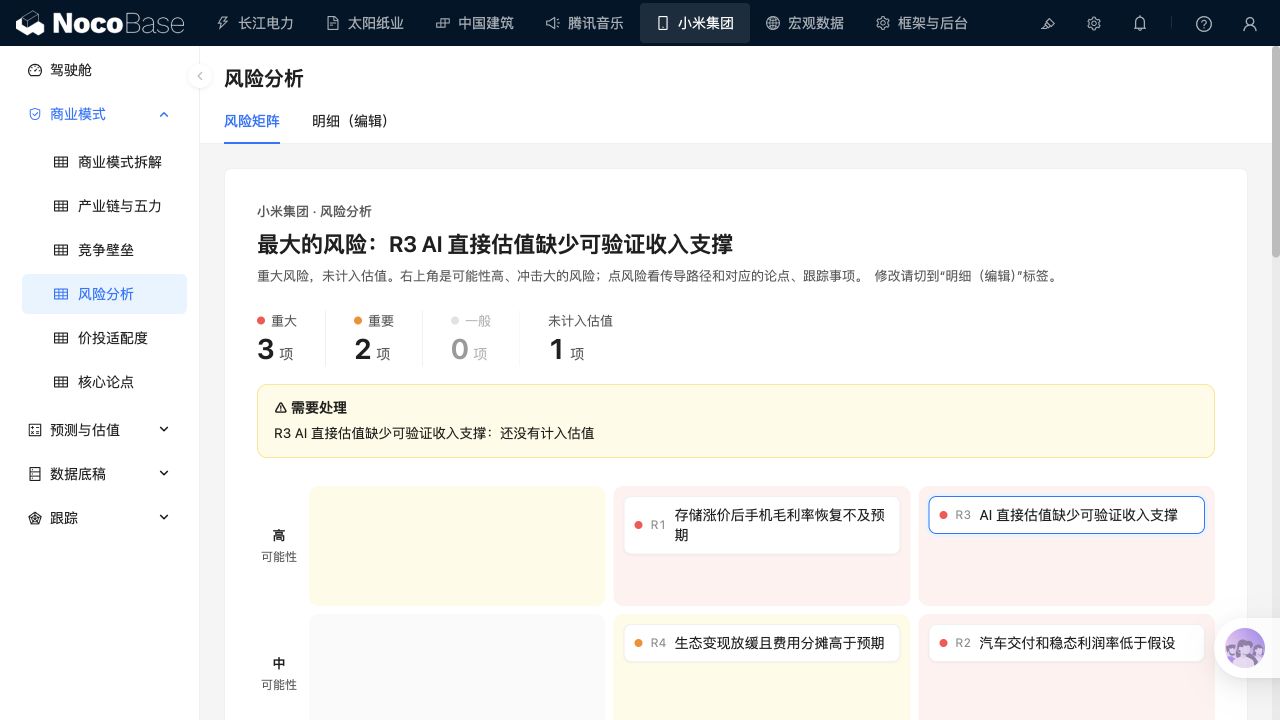 NocoBase
长江电力
太阳纸业
中国建筑
腾讯音乐
小米集团
宏观数据
框架与后台
驾驶舱
商业模式
商业模式拆解
产业链与五力
竞争壁垒
风险分析
价投适配度
核心论点
预测与估值
数据底稿
跟踪
风险分析
风险矩阵
明细（编辑）
小米集团 · 风险分析
最大的风险：R3 AI 直接估值缺少可验证收入支撑
重大风险，未计入估值。右上角是可能性高、冲击大的风险；点风险看传导路径和对应的论点、跟踪事项。 修改请切到“明细（编辑）”标签。
重大
3 项
重要
2 项
一般
0 项
未计入估值
1 项
需要处理
R3 AI 直接估值缺少可验证收入支撑：还没有计入估值
高
可能性
R1 存储涨价后手机毛利率恢复不及预
期
R3 AI 直接估值缺少可验证收入支撑
中
可能性
R4 生态变现放缓且费用分摊高于预期
R2 汽车交付和稳态利润率低于假设